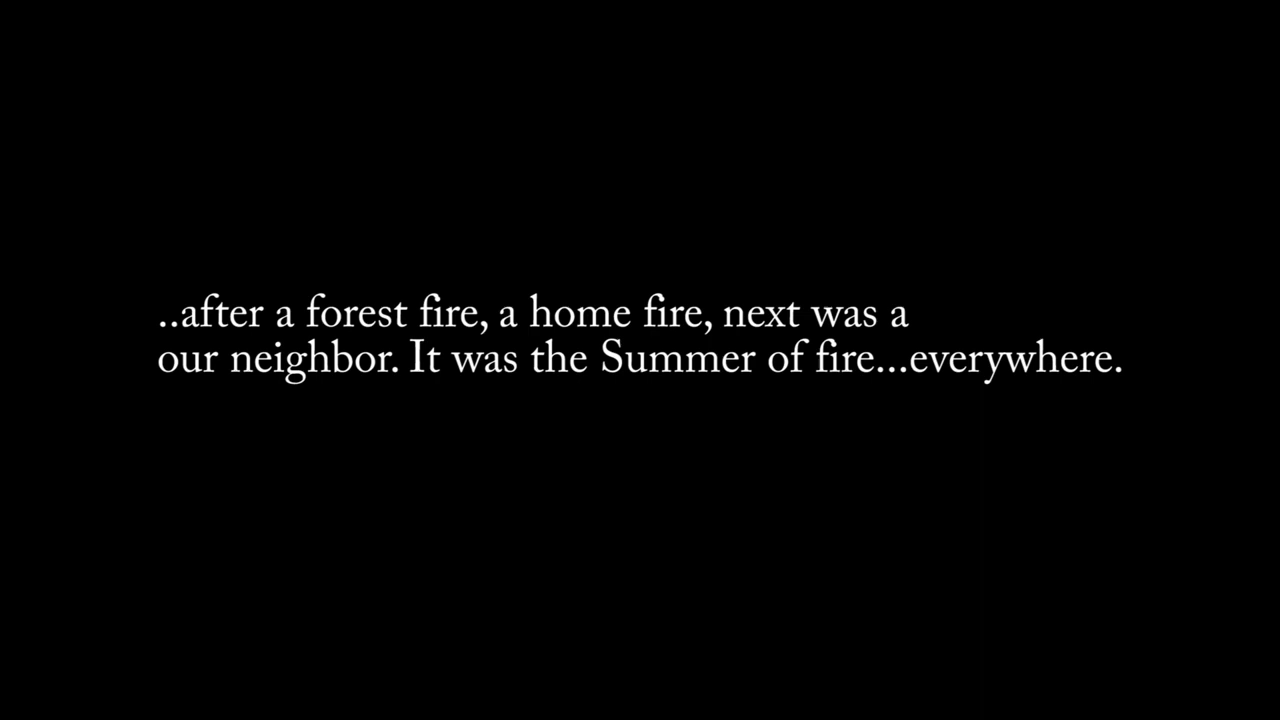 ..after a forest fire, a home fire, next was a
our neighbor. It was the Summer of fire...everywhere.